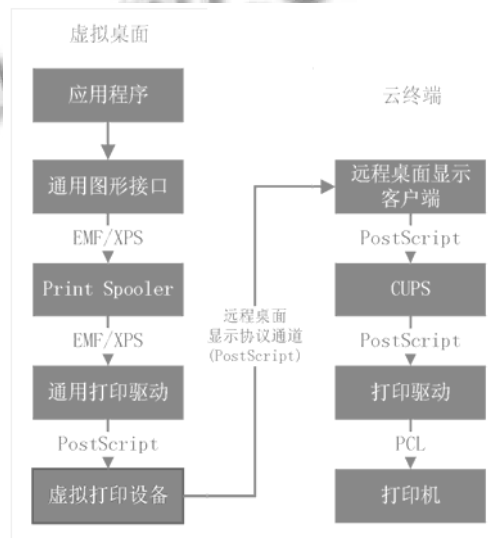 虚拟桌面
应用程序
通用图形接口
EMF/XPS
Print Spooler
EMF/XPS
通用打印驱动
PostScript
虚拟打印设备
远程桌面
显示协议通道
(PostScript)
云终端
远程桌面显示
客户端
PostScript
CUPS
PostScript
打印驱动
PCL
打印机